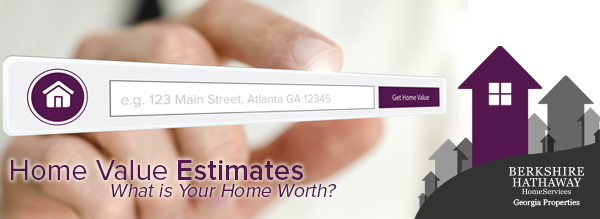 e.g. 123 Main Street, Atlanta GA 12345
Get Home Value
Home Value Estimates
What is Your Home Worth?
BERKSHIRE
HATHAWAY
HomeServices
Georgia Properties